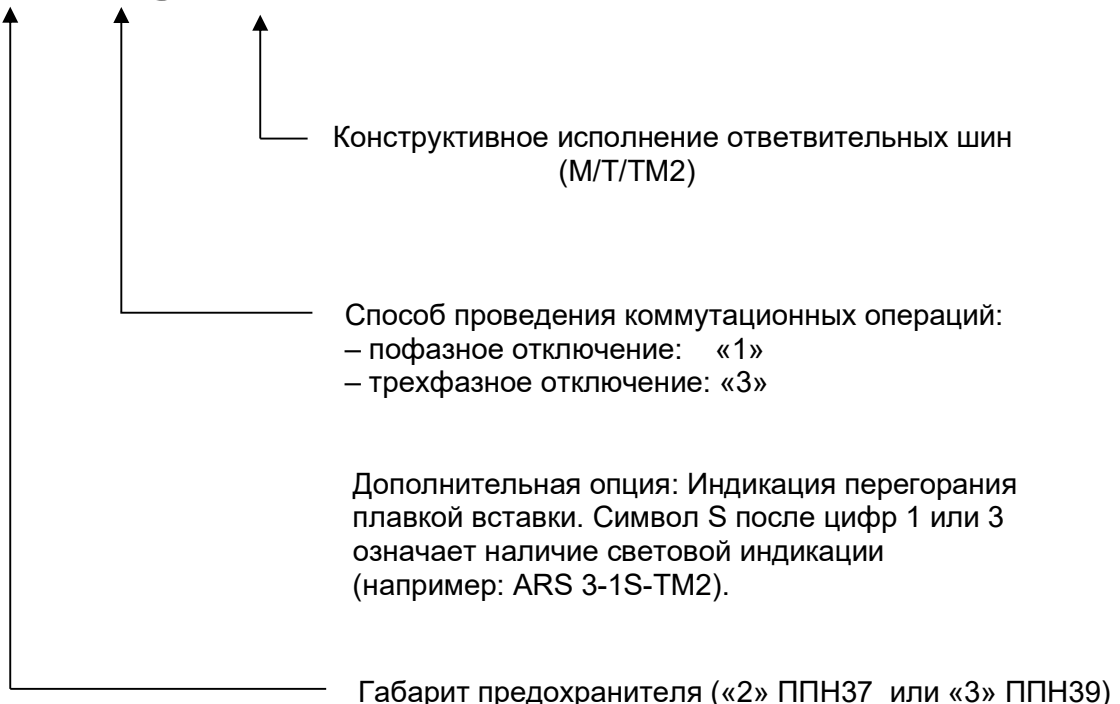 Конструктивное исполнение ответвительных шин
(М/Т/ТМ2)
Способ проведения коммутационных операций:
– пофазное отключение: «1»
– трехфазное отключение: «3»
Дополнительная опция: Индикация перегорания
плавкой вставки. Символ S после цифр 1 или 3
означает наличие световой индикации
(например: ARS 3-1S-TM2).
Габарит предохранителя («2» ППН37 или «3» ППН39)